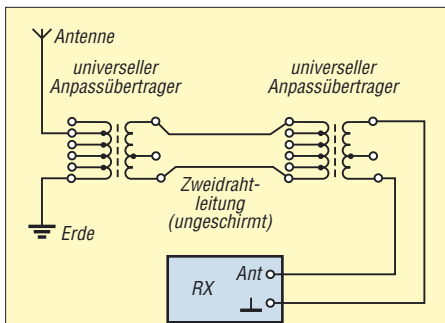 Antenne
universeller
Anpassübertrager
universeller
Anpassübertrager
Zweidraht-
leitung
(ungeschirmt)
Erde
Ant
RX